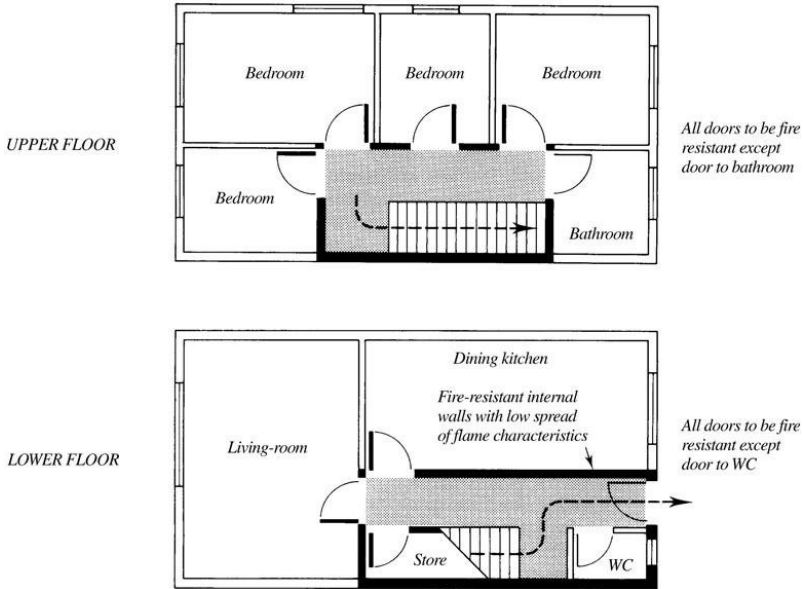 Bedroom
Bedroom
Bedroom
UPPER FLOOR
All doors to be fire
resistant except
door to bathroom
Bedroom
Bathroom
Dining kitchen
Fire-resistant internal
walls with low spread
of flame characteristics
Living-room
LOWER FLOOR
All doors to be fire
resistant except
door to WC
Store
WC